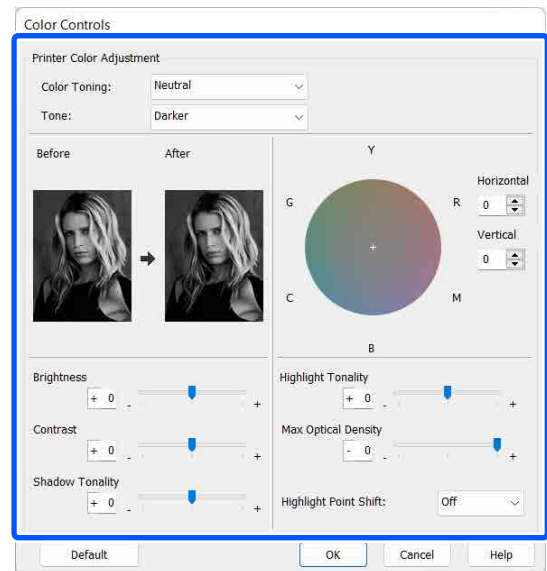 Color Controls
Printer Color Adjustment
Color Toning: Neutral
Tone: Darker
Before After
Y
G
R
C
M
B
Horizontal
0
Vertical
0
Brightness
+ 0
- +
Contrast
+ 0
- +
Shadow Tonality
+ 0
- +
Highlight Tonality
+ 0
- +
Max Optical Density
- 0
- +
Highlight Point Shift: Off
Default OK Cancel Help